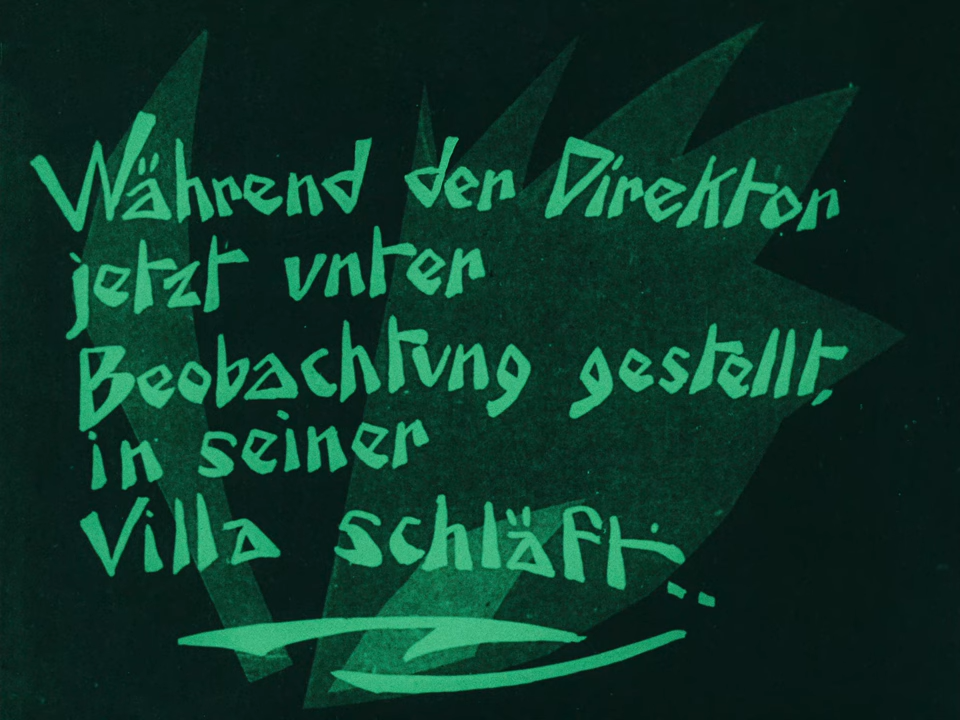 Während der Direktor
jetzt unter
Beobachtung gestellt,
in seiner
Villa schläft...